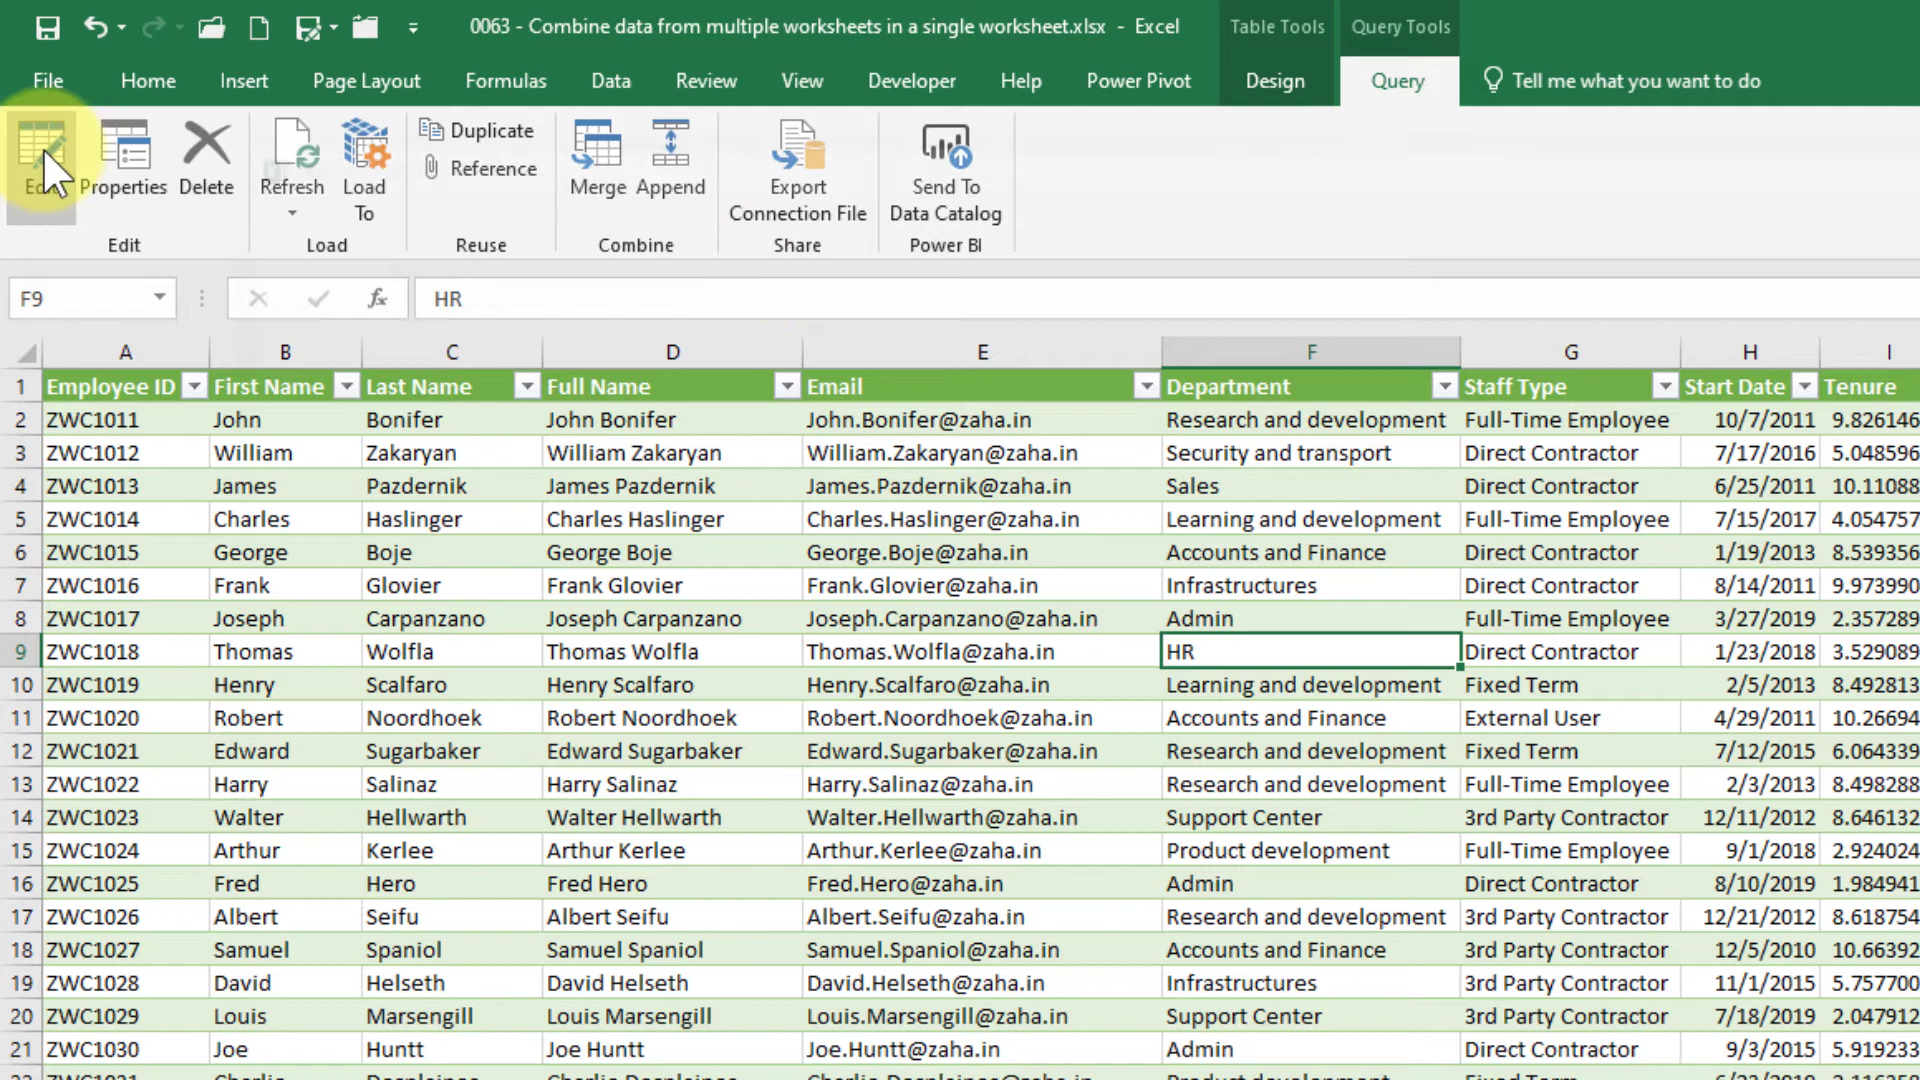 0063 - Combine data from multiple worksheets in a single worksheet.xlsx - Excel
Table Tools
Query Tools
File Home Insert Page Layout Formulas Data Review View Developer Help Power Pivot Design Query Tell me what you want to do
Properties Delete Refresh Load To Duplicate Reference Merge Append Export Connection File Send To Data Catalog
Edit Load Reuse Combine Share Power BI
F9 fx HR
A B C D E F G H I
1 Employee ID First Name Last Name Full Name Email Department Staff Type Start Date Tenure
2 ZWC1011 John Bonifer John Bonifer John.Bonifer@zaha.in Research and development Full-Time Employee 10/7/2011 9.826146
3 ZWC1012 William Zakaryan William Zakaryan William.Zakaryan@zaha.in Security and transport Direct Contractor 7/17/2016 5.048596
4 ZWC1013 James Pazdernik James Pazdernik James.Pazdernik@zaha.in Sales Direct Contractor 6/25/2011 10.11088
5 ZWC1014 Charles Haslinger Charles Haslinger Charles.Haslinger@zaha.in Learning and development Full-Time Employee 7/15/2017 4.054757
6 ZWC1015 George Boje George Boje George.Boje@zaha.in Accounts and Finance Direct Contractor 1/19/2013 8.539356
7 ZWC1016 Frank Glovier Frank Glovier Frank.Glovier@zaha.in Infrastructures Direct Contractor 8/14/2011 9.973990
8 ZWC1017 Joseph Carpanzano Joseph Carpanzano Joseph.Carpanzano@zaha.in Admin Full-Time Employee 3/27/2019 2.357289
9 ZWC1018 Thomas Wolfla Thomas Wolfla Thomas.Wolfla@zaha.in HR Direct Contractor 1/23/2018 3.529089
10 ZWC1019 Henry Scalfaro Henry Scalfaro Henry.Scalfaro@zaha.in Learning and development Fixed Term 2/5/2013 8.492813
11 ZWC1020 Robert Noordhoek Robert Noordhoek Robert.Noordhoek@zaha.in Accounts and Finance External User 4/29/2011 10.26694
12 ZWC1021 Edward Sugarbaker Edward Sugarbaker Edward.Sugarbaker@zaha.in Research and development Fixed Term 7/12/2015 6.064339
13 ZWC1022 Harry Salinaz Harry Salinaz Harry.Salinaz@zaha.in Research and development Full-Time Employee 2/3/2013 8.498288
14 ZWC1023 Walter Hellwarth Walter Hellwarth Walter.Hellwarth@zaha.in Support Center 3rd Party Contractor 12/11/2012 8.646132
15 ZWC1024 Arthur Kerlee Arthur Kerlee Arthur.Kerlee@zaha.in Product development Full-Time Employee 9/1/2018 2.924024
16 ZWC1025 Fred Hero Fred Hero Fred.Hero@zaha.in Admin Direct Contractor 8/10/2019 1.984941
17 ZWC1026 Albert Seifu Albert Seifu Albert.Seifu@zaha.in Research and development 3rd Party Contractor 12/21/2012 8.618754
18 ZWC1027 Samuel Spaniol Samuel Spaniol Samuel.Spaniol@zaha.in Accounts and Finance 3rd Party Contractor 12/5/2010 10.66392
19 ZWC1028 David Helseth David Helseth David.Helseth@zaha.in Infrastructures 3rd Party Contractor 11/1/2015 5.757700
20 ZWC1029 Louis Marsengill Louis Marsengill Louis.Marsengill@zaha.in Support Center 3rd Party Contractor 7/18/2019 2.047912
21 ZWC1030 Joe Huntt Joe Huntt Joe.Huntt@zaha.in Admin Direct Contractor 9/3/2015 5.919233